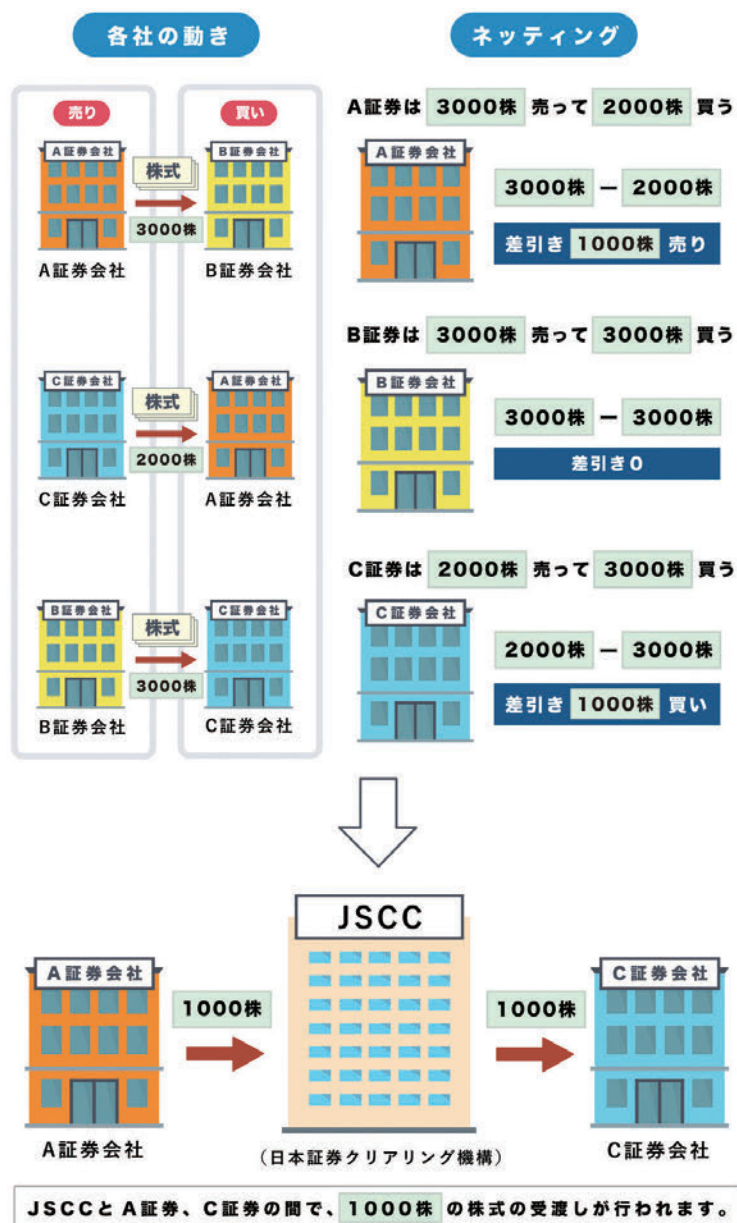 各社の動き
売り
買い
A証券会社
株式
B証券会社
3000株
A証券会社
B証券会社
C証券会社
株式
A証券会社
2000株
C証券会社
A証券会社
B証券会社
株式
C証券会社
3000株
B証券会社
C証券会社
ネッティング
A証券は 3000株 売って 2000株 買う
A証券会社
3000株 ー 2000株
差引き 1000株 売り
B証券は 3000株 売って 3000株 買う
B証券会社
3000株 ー 3000株
差引き0
C証券は 2000株 売って 3000株 買う
C証券会社
2000株 ー 3000株
差引き 1000株 買い
JSCC
A証券会社
1000株
1000株
C証券会社
A証券会社
(日本証券クリアリング機構)
C証券会社
JSCCと A証券、C証券の間で、1000株 の株式の受渡しが行われます。